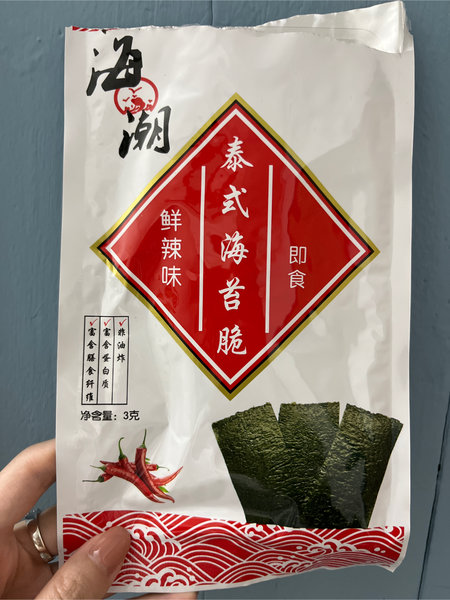 海潮
泰式海苔脆
鲜辣味
即食
非油炸
富含蛋白质
富含膳食纤维
净含量：3克